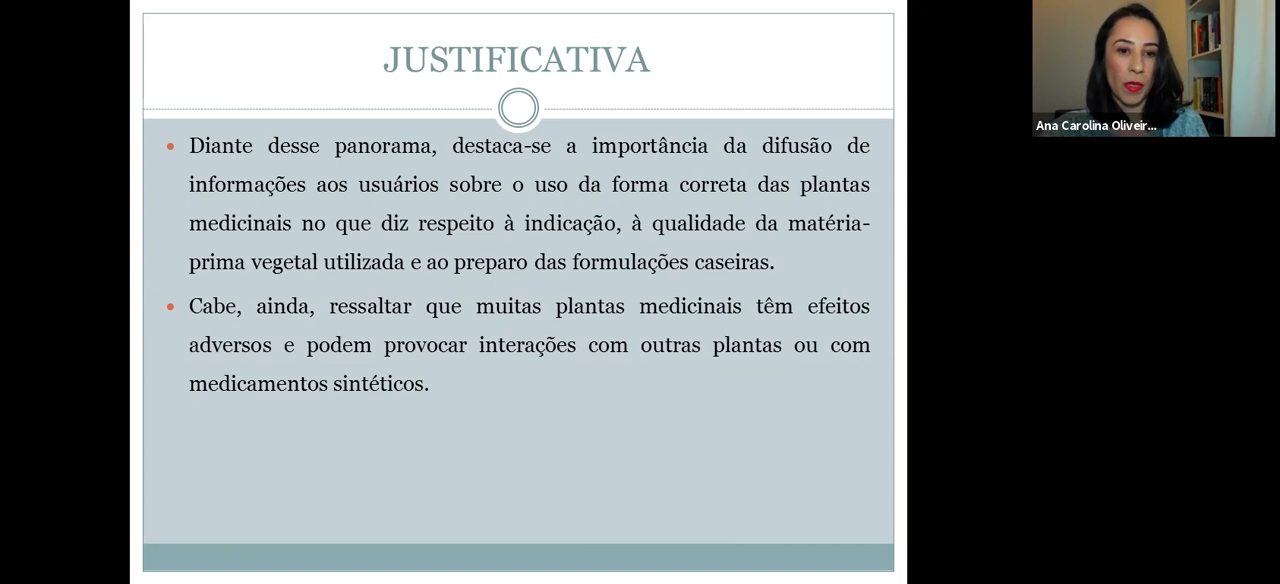 JUSTIFICATIVA
Diante desse panorama, destaca-se a importância da difusão de
informações aos usuários sobre o uso da forma correta das plantas
medicinais no que diz respeito à indicação, à qualidade da matéria-
prima vegetal utilizada e ao preparo das formulações caseiras.
Cabe, ainda, ressaltar que muitas plantas medicinais têm efeitos
adversos e podem provocar interações com outras plantas ou com
medicamentos sintéticos.
Ana Carolina Oliveir...